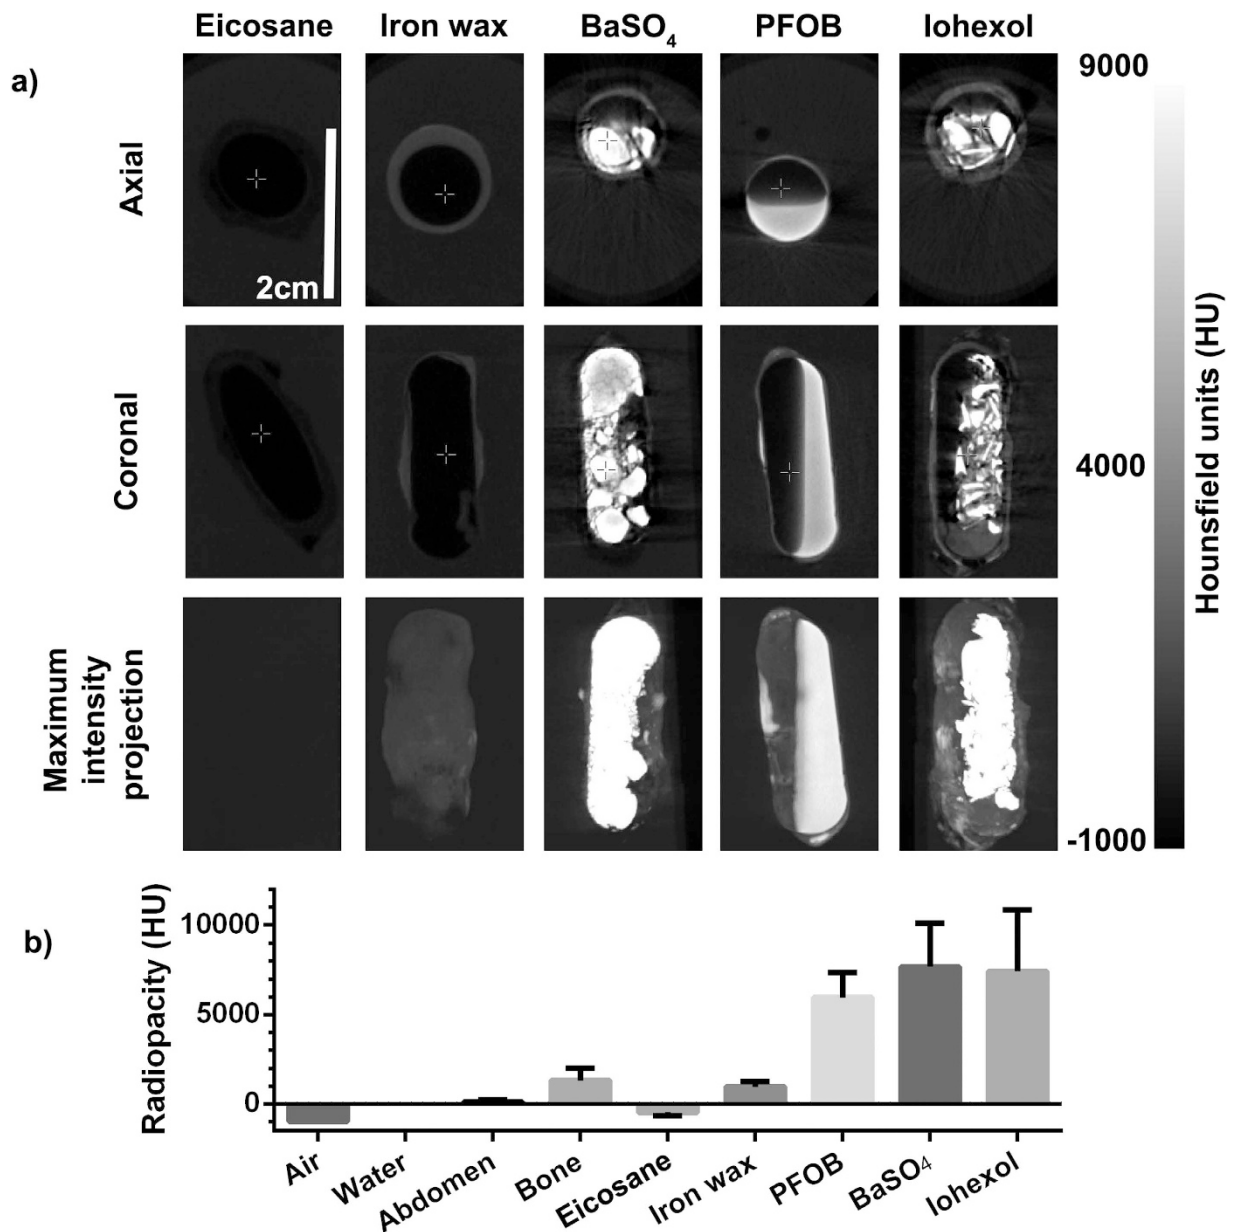 Eicosane Iron wax BaSO4 PFOB Iohexol
a)
9000
Axial
2cm
Hounsfield units (HU)
Coronal
4000
Maximum
intensity
projection
-1000
b)
Radiopacity (HU)
10000
5000
0
Air Water Abdomen Bone Eicosane Iron wax PFOB BaSO4 Iohexol